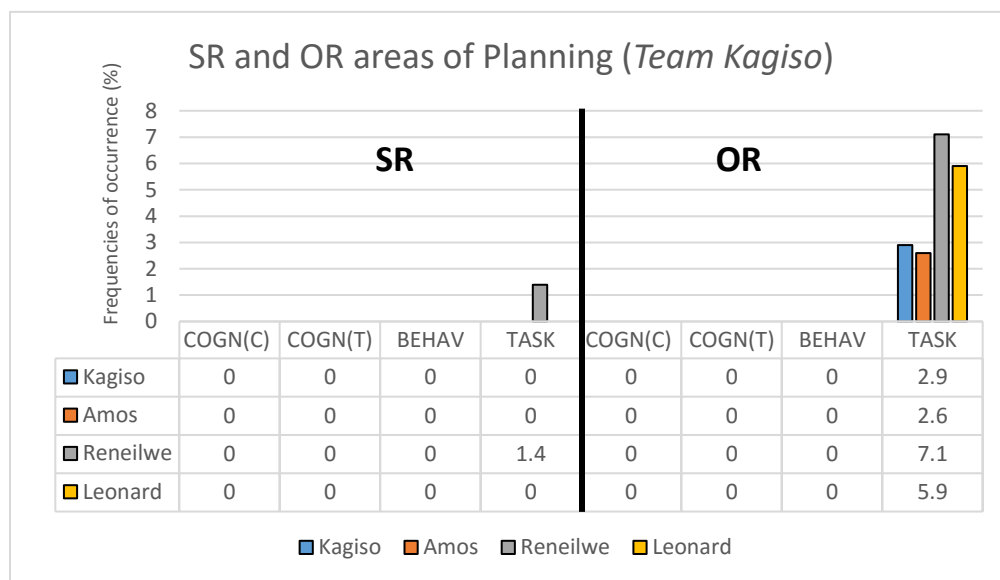 SR and OR areas of Planning (Team Kagiso)
Frequencies of occurrence (%)
8
7
6
5
4
3
2
1
0
SR
OR
COGN(C) COGN(T) BEHAV TASK COGN(C) COGN(T) BEHAV TASK
Kagiso 0 0 0 0 0 0 0 2.9
Amos 0 0 0 0 0 0 0 2.6
Reneilwe 0 0 0 1.4 0 0 0 7.1
Leonard 0 0 0 0 0 0 0 5.9
Kagiso Amos Reneilwe Leonard